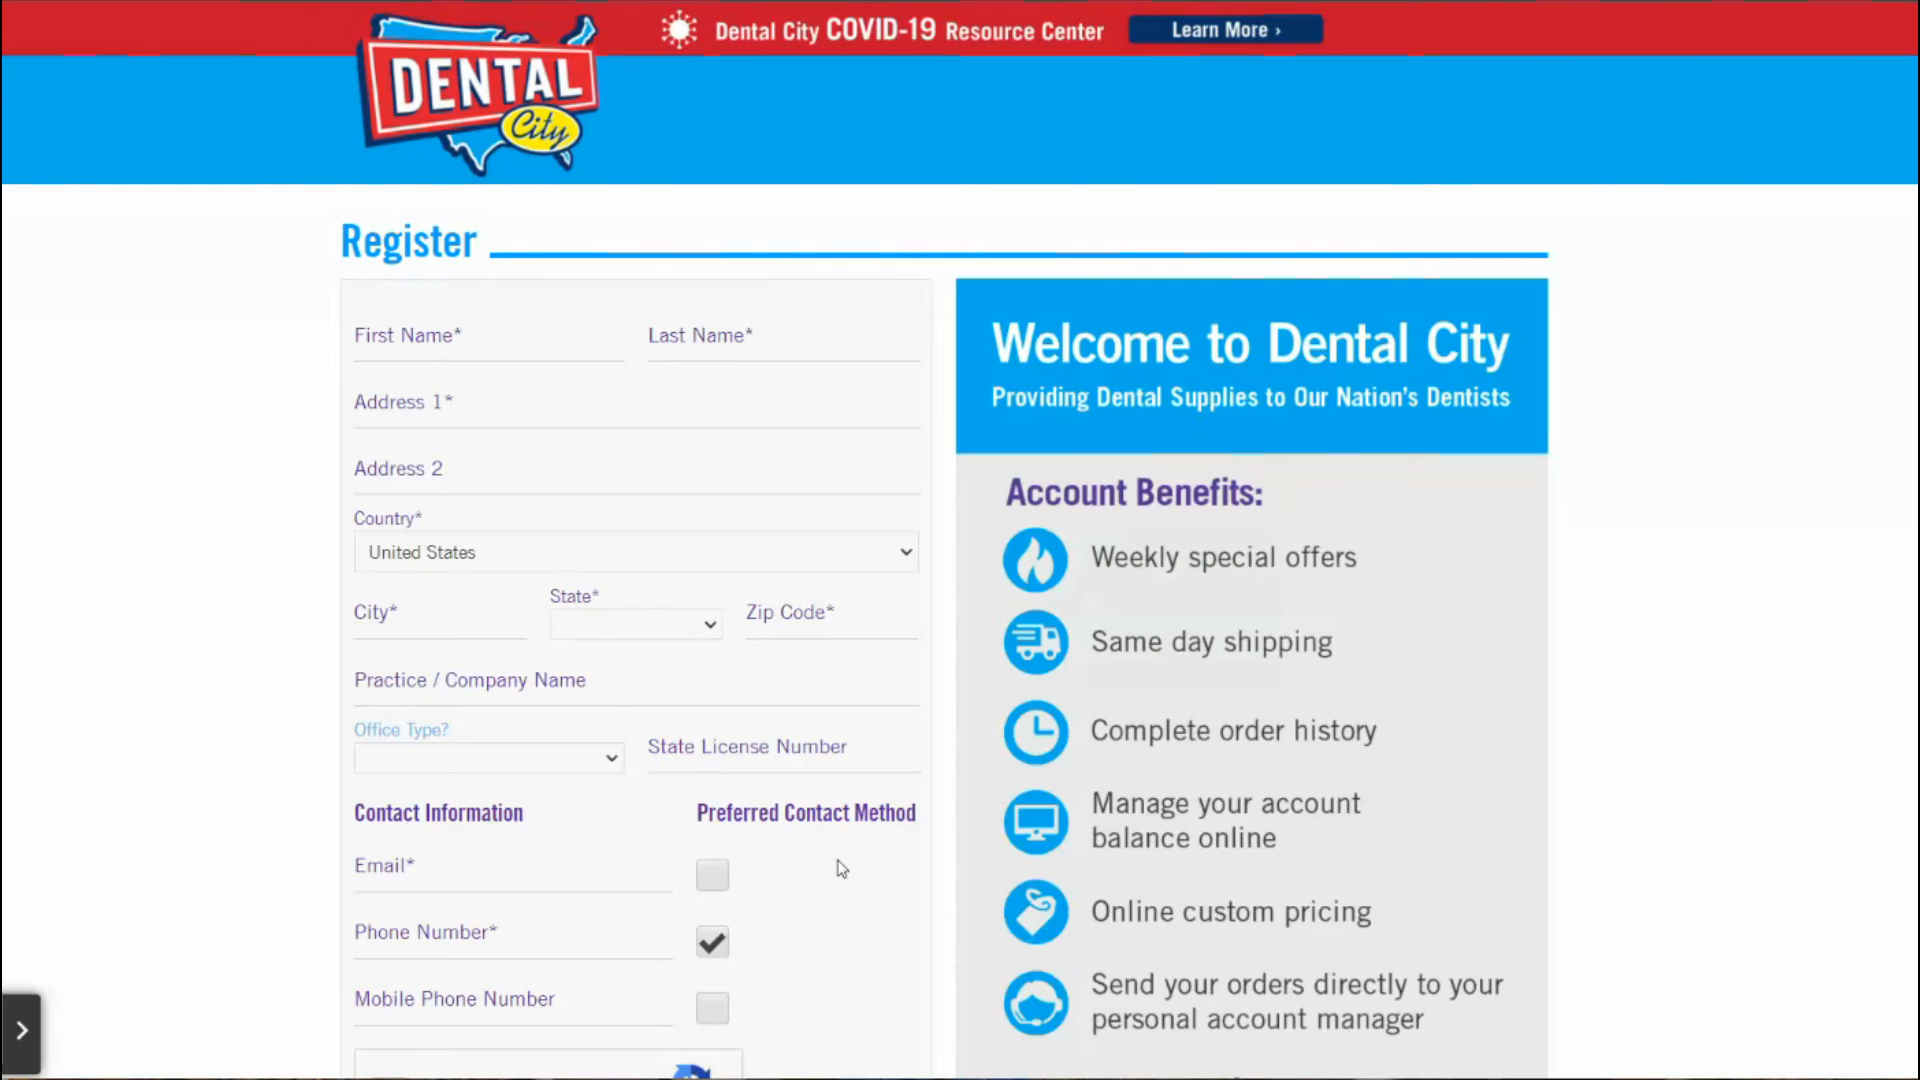 Dental City COVID-19 Resource Center Learn More ›
DENTAL
City
Register
First Name* Last Name*
Address 1*
Address 2
Country*
United States
City* State* Zip Code*
Practice / Company Name
Office Type?
State License Number
Contact Information Preferred Contact Method
Email*
Phone Number*
Mobile Phone Number
Welcome to Dental City
Providing Dental Supplies to Our Nation's Dentists
Account Benefits:
Weekly special offers
Same day shipping
Complete order history
Manage your account
balance online
Online custom pricing
Send your orders directly to your
personal account manager